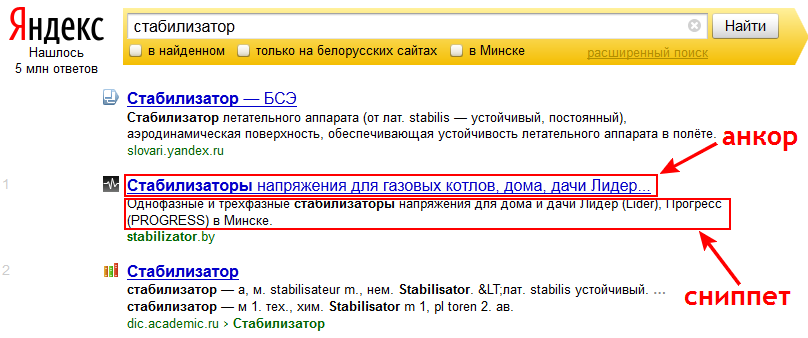 Яндекс
Нашлось
5 млн ответов
стабилизатор
Найти
в найденном
только на белорусских сайтах
в Минске
расширенный поиск
Стабилизатор — БСЭ
Стабилизатор летательного аппарата (от лат. stabilis — устойчивый, постоянный),
аэродинамическая поверхность, обеспечивающая устойчивость летательного аппарата в полёте.
slovari.yandex.ru
анкор
1
Стабилизаторы напряжения для газовых котлов, дома, дачи Лидер...
Однофазные и трехфазные стабилизаторы напряжения для дома и дачи Лидер (Lider), Прогресс
(PROGRESS) в Минске.
stabilizator.by
сниппет
2
Стабилизатор
стабилизатор — а, м. stabilisateur m., нем. Stabilisator. &LT;лат. stabilis устойчивый. ...
стабилизатор — м 1. тех., хим. Stabilisator m 1, pl toren 2. ав.
dic.academic.ru › Стабилизатор